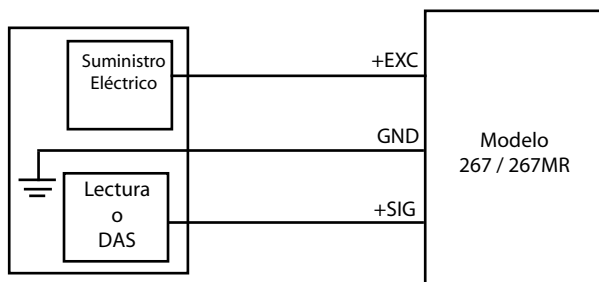 Suministro
Eléctrico
+EXC
GND
Modelo
267 / 267MR
Lectura
o
DAS
+SIG